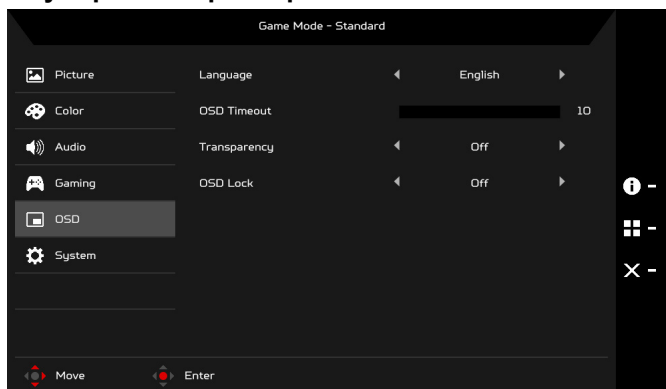 Game Mode - Standard
Picture
Language English
Color
OSD Timeout 10
Audio
Transparency Off
Gaming
OSD Lock Off
OSD
System
Move Enter